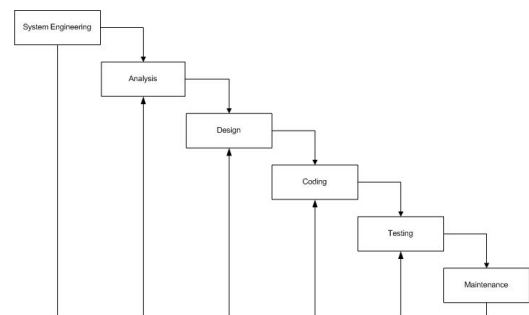 System Engineering
Analysis
Design
Coding
Testing
Maintenance